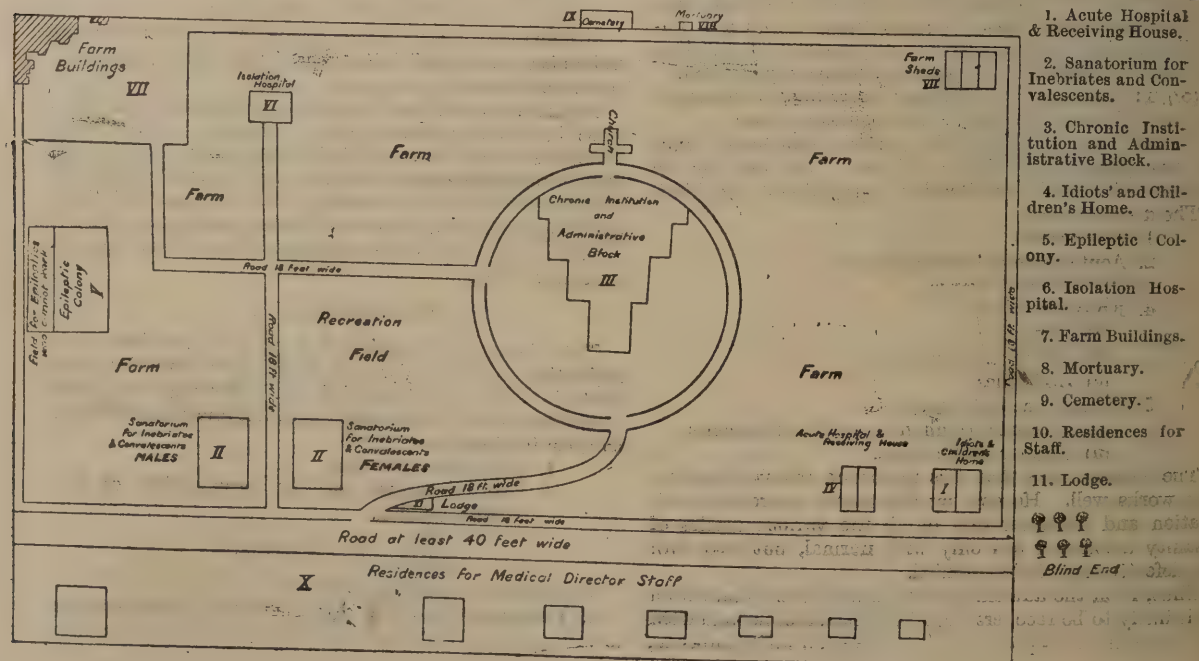 IX
Cemetery
Mortuary
VIII
Farm
Buildings
VII
Isolation
Hospital
VI
Farm
Sheds
VII
Church
Farm
Farm
Farm
Chronic Institution
and
Administrative
Block
III
Road 18 feet wide
Field for Epileptics
who cannot work
Epileptic
Colony
V
Road 18 ft wide
Recreation
Field
Road 18 ft. wide
Farm
Farm
Sanatorium
for Inebriates
& Convalescents
MALES
II
II
Sanatorium
for Inebriates
& Convalescents
FEMALES
Acute Hospital &
Receiving House
IV
Idiots &
Children's
Home
I
Road 18 ft. wide
XI
Lodge
Road 18 feet wide
Road at least 40 feet wide
X
Residences for Medical Director Staff
1. Acute Hospital
& Receiving House.
2. Sanatorium for
Inebriates and Con-
valescents.
3. Chronic Insti-
tution and Admin-
istrative Block.
4. Idiots' and Chil-
dren's Home.
5. Epileptic Col-
ony.
6. Isolation Hos-
pital.
7. Farm Buildings.
8. Mortuary.
9. Cemetery.
10. Residences for
Staff.
11. Lodge.
Blind End